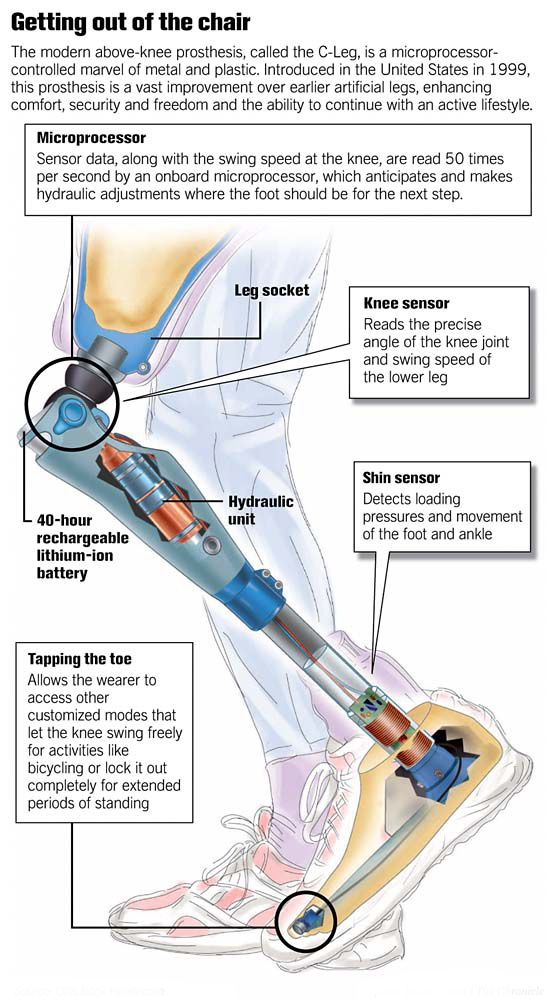 Getting out of the chair
The modern above-knee prosthesis, called the C-Leg, is a microprocessor-
controlled marvel of metal and plastic. Introduced in the United States in 1999,
this prosthesis is a vast improvement over earlier artificial legs, enhancing
comfort, security and freedom and the ability to continue with an active lifestyle.
Microprocessor
Sensor data, along with the swing speed at the knee, are read 50 times
per second by an onboard microprocessor, which anticipates and makes
hydraulic adjustments where the foot should be for the next step.
Leg socket
Knee sensor
Reads the precise
angle of the knee joint
and swing speed of
the lower leg
Shin sensor
Detects loading
pressures and movement
of the foot and ankle
Hydraulic
unit
40-hour
rechargeable
lithium-ion
battery
Tapping the toe
Allows the wearer to
access other
customized modes that
let the knee swing freely
for activities like
bicycling or lock it out
completely for extended
periods of standing